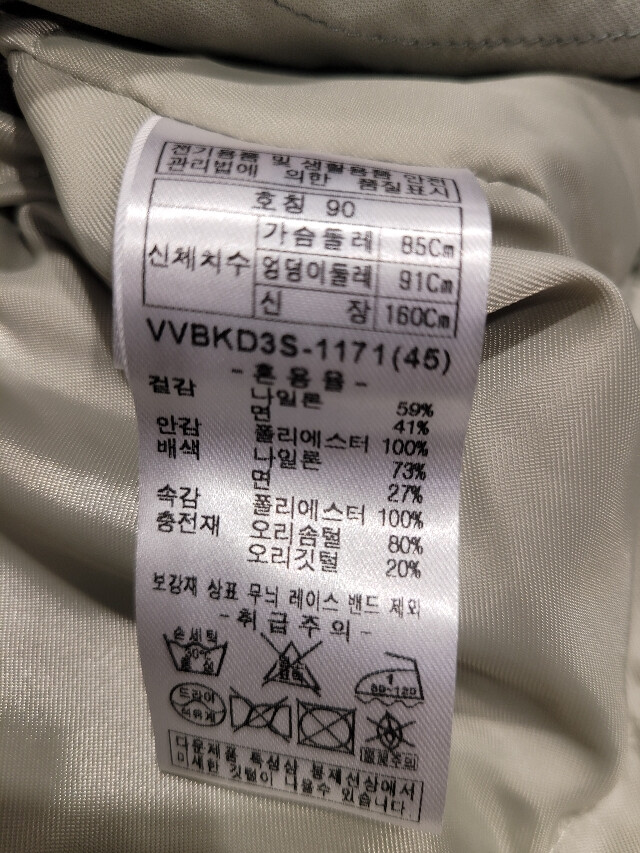 전기용품 및 생활용품 안전
관리법에 의한 품질표시
호칭 90
신체치수 가슴둘레 85Cm
엉덩이둘레 91Cm
신 장 160Cm
VVBKD3S-1171(45)
- 혼용율 -
겉감 나일론 59%
면 41%
안감 폴리에스터 100%
배색 나일론 73%
면 27%
속감 폴리에스터 100%
충전재 오리솜털 80%
오리깃털 20%
보강재 상표 무늬 레이스 밴드 제외
- 취급주의 -
손세탁
30℃
중성
드라이
석유계
다운제품 특성상 봉제선상에서
미세한 깃털이 나올수 있습니다